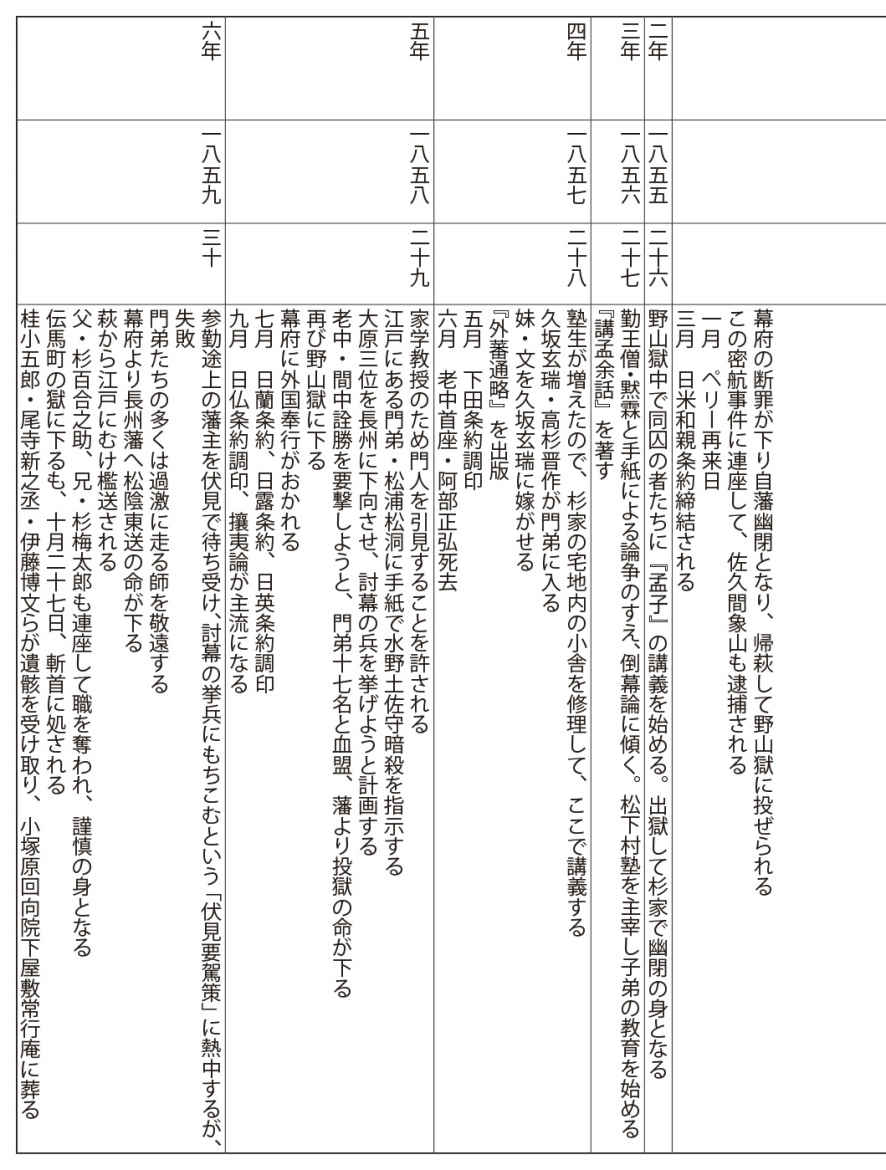 幕府の断罪が下り自藩幽閉となり、帰萩して野山獄に投ぜられる
この密航事件に連座して、佐久間象山も逮捕される
一月　ペリー再来日
三月　日米和親条約締結される
二年
一八五五
二十六
野山獄中で同囚の者たちに『孟子』の講義を始める。出獄して杉家で幽閉の身となる
三年
一八五六
二十七
勤王僧・黙霖と手紙による論争のすえ、倒幕論に傾く。松下村塾を主宰し子弟の教育を始める
『講孟余話』を著す
四年
一八五七
二十八
塾生が増えたので、杉家の宅地内の小舎を修理して、ここで講義する
久坂玄瑞・高杉晋作が門弟に入る
妹・文を久坂玄瑞に嫁がせる
『外蕃通略』を出版
五月　下田条約調印
六月　老中首座・阿部正弘死去
五年
一八五八
二十九
家学教授のため門人を引見することを許される
江戸にある門弟・松浦松洞に手紙で水野土佐守暗殺を指示する
大原三位を長州に下向させ、討幕の兵を挙げようと計画する
老中・間中詮勝を要撃しようと、門弟十七名と血盟、藩より投獄の命が下る
再び野山獄に下る
幕府に外国奉行がおかれる
七月　日蘭条約、日露条約、日英条約調印
九月　日仏条約調印、攘夷論が主流になる
六年
一八五九
三十
参勤途上の藩主を伏見で待ち受け、討幕の挙兵にもちこむという「伏見要駕策」に熱中するが、
失敗
門弟たちの多くは過激に走る師を敬遠する
幕府より長州藩へ松陰東送の命が下る
萩から江戸にむけ檻送される
父・杉百合之助、兄・杉梅太郎も連座して職を奪われ、謹慎の身となる
伝馬町の獄に下るも、十月二十七日、斬首に処される
桂小五郎・尾寺新之丞・伊藤博文らが遺骸を受け取り、小塚原回向院下屋敷常行庵に葬る